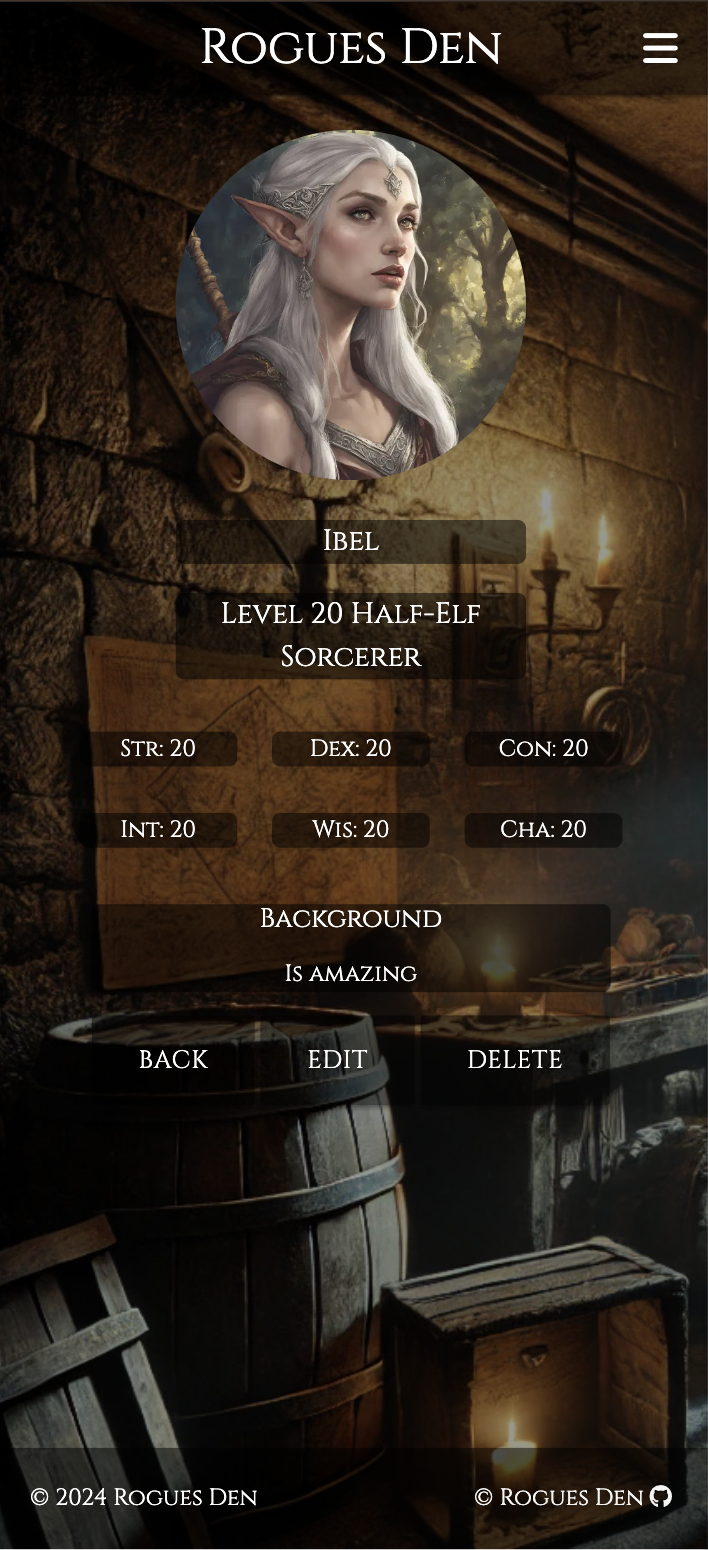 Rogues Den
Ibel
Level 20 Half-Elf
Sorcerer
Str: 20 Dex: 20 Con: 20
Int: 20 Wis: 20 Cha: 20
Background
Is amazing
BACK EDIT DELETE
© 2024 Rogues Den © Rogues Den